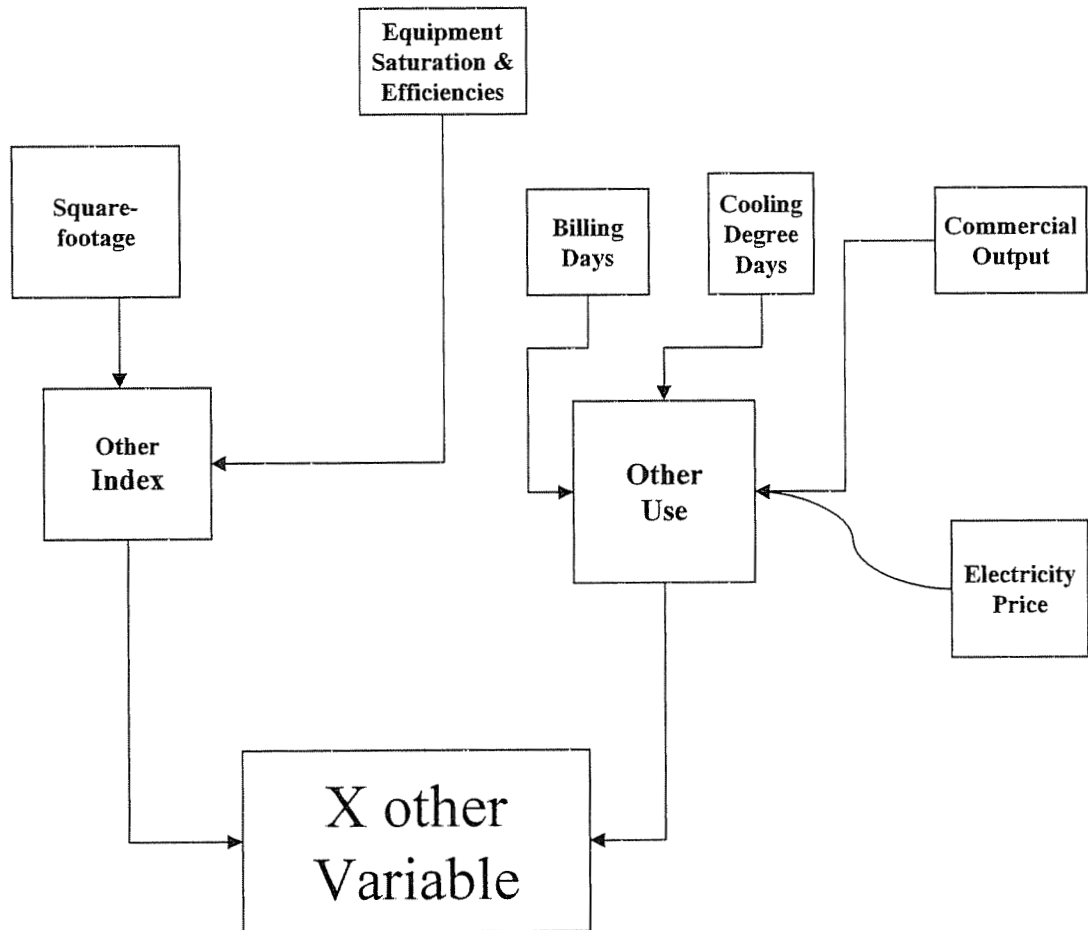 Equipment
Saturation &
Efficiencies
Square-
footage
Billing
Days
Cooling
Degree
Days
Commercial
Output
Other
Index
Other
Use
Electricity
Price
X other
Variable